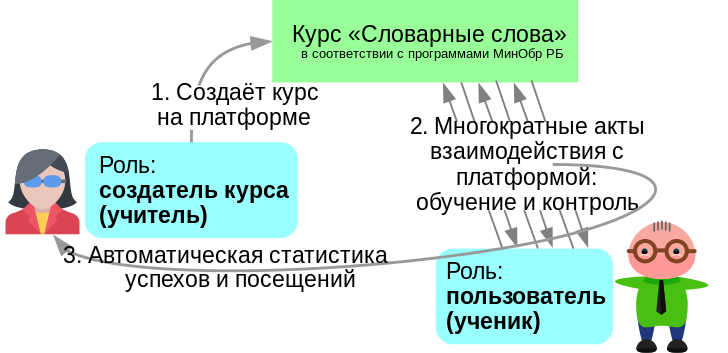 Курс «Словарные слова»
в соответствии с программами МинОбр РБ
1. Создаёт курс
на платформе
2. Многократные акты
взаимодействия с
платформой:
обучение и контроль
Роль:
создатель курса
(учитель)
3. Автоматическая статистика
успехов и посещений
Роль:
пользователь
(ученик)